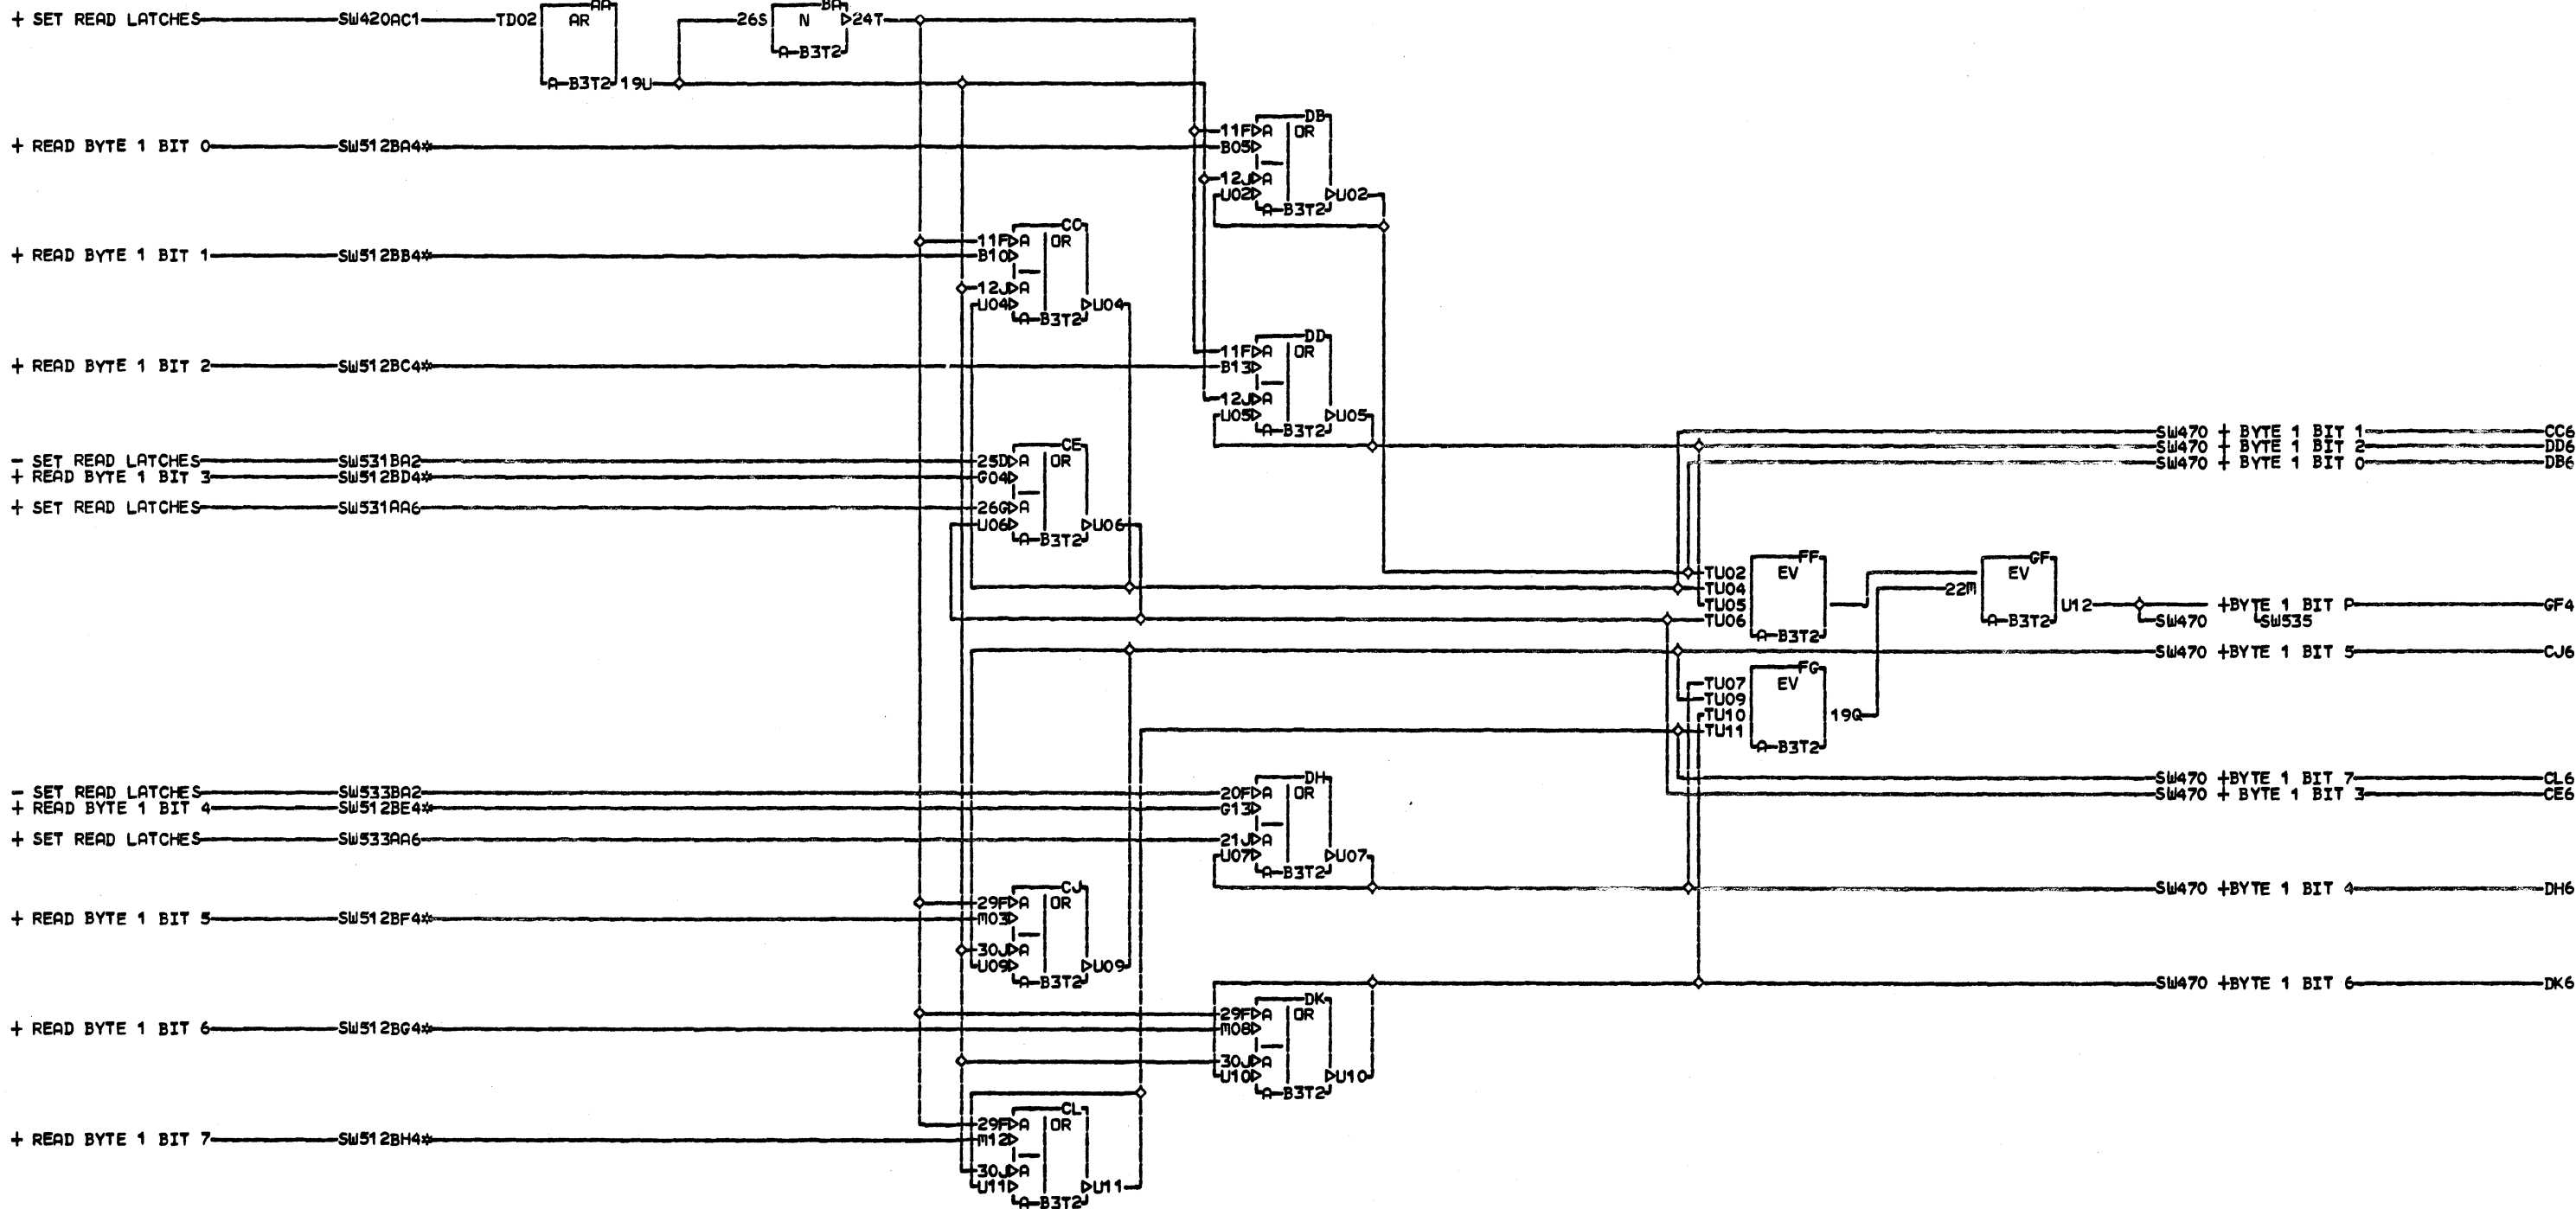 AA BA
+ SET READ LATCHES SW420AC1 TD02 AR 26S N 24T
A B3T2
A B3T2 19U
DB
11F A OR
+ READ BYTE 1 BIT 0 SW512BA4* B05
12J A
U02 U02
A B3T2
CC
11F A OR
+ READ BYTE 1 BIT 1 SW512BB4* B10
12J A
U04 U04
A B3T2
DD
11F A OR
+ READ BYTE 1 BIT 2 SW512BC4* B13
12J A
U05 U05
A B3T2
SW470 + BYTE 1 BIT 1 CC6
SW470 + BYTE 1 BIT 2 DD6
SW470 + BYTE 1 BIT 0 DB6
CE
- SET READ LATCHES SW531BA2 25D A OR
+ READ BYTE 1 BIT 3 SW512BD4* G04
+ SET READ LATCHES SW531AA6 26G A
U06 U06
A B3T2
FF GF
TU02 EV EV
TU04 22M
TU05 U12 +BYTE 1 BIT P GF4
TU06 A B3T2 SW470 SW535
A B3T2
SW470 +BYTE 1 BIT 5 CJ6
FG
TU07 EV
TU09
TU10 19Q
TU11
A B3T2
SW470 +BYTE 1 BIT 7 CL6
SW470 + BYTE 1 BIT 3 CE6
DH
- SET READ LATCHES SW533BA2 20F A OR
+ READ BYTE 1 BIT 4 SW512BE4* G13
+ SET READ LATCHES SW533AA6 21J A
U07 U07
A B3T2
SW470 +BYTE 1 BIT 4 DH6
CJ
29F A OR
+ READ BYTE 1 BIT 5 SW512BF4* M03
30J A
U09 U09
A B3T2
SW470 +BYTE 1 BIT 6 DK6
DK
29F A OR
+ READ BYTE 1 BIT 6 SW512BG4* M08
30J A
U10 U10
A B3T2
CL
29F A OR
+ READ BYTE 1 BIT 7 SW512BH4* M12
30J A
U11 U11
A B3T2